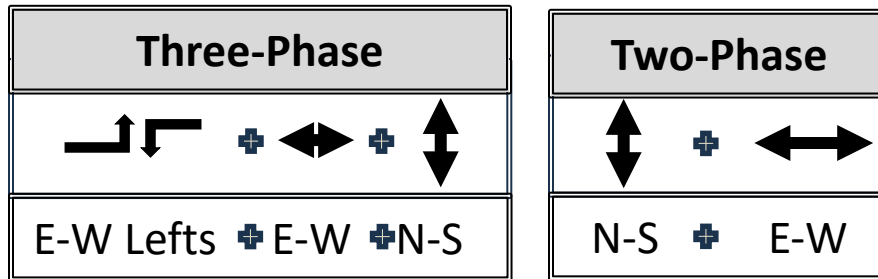 Three-Phase
E-W Lefts E-W N-S
Two-Phase
N-S E-W